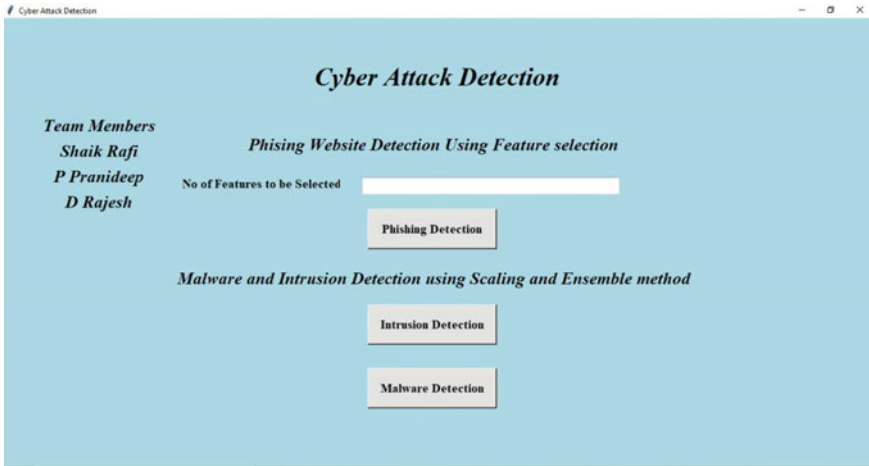 Cyber Attack Detection
Cyber Attack Detection
Team Members
Shaik Rafi
P Pranideep
D Rajesh
Phising Website Detection Using Feature selection
No of Features to be Selected
Phishing Detection
Malware and Intrusion Detection using Scaling and Ensemble method
Intrusion Detection
Malware Detection